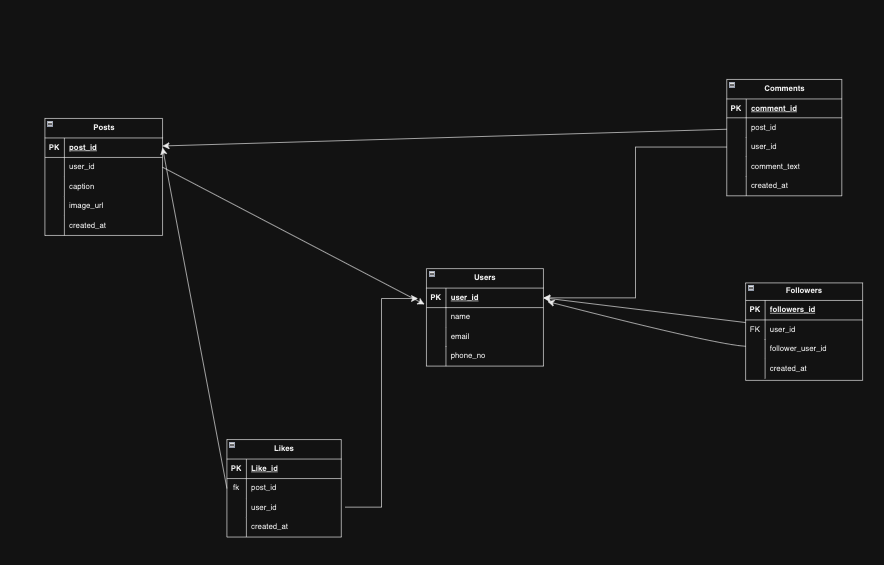 Posts
PK post_id
user_id
caption
image_url
created_at
Comments
PK comment_id
post_id
user_id
comment_text
created_at
Users
PK user_id
name
email
phone_no
Followers
PK followers_id
FK user_id
follower_user_id
created_at
Likes
PK Like_id
fk post_id
user_id
created_at